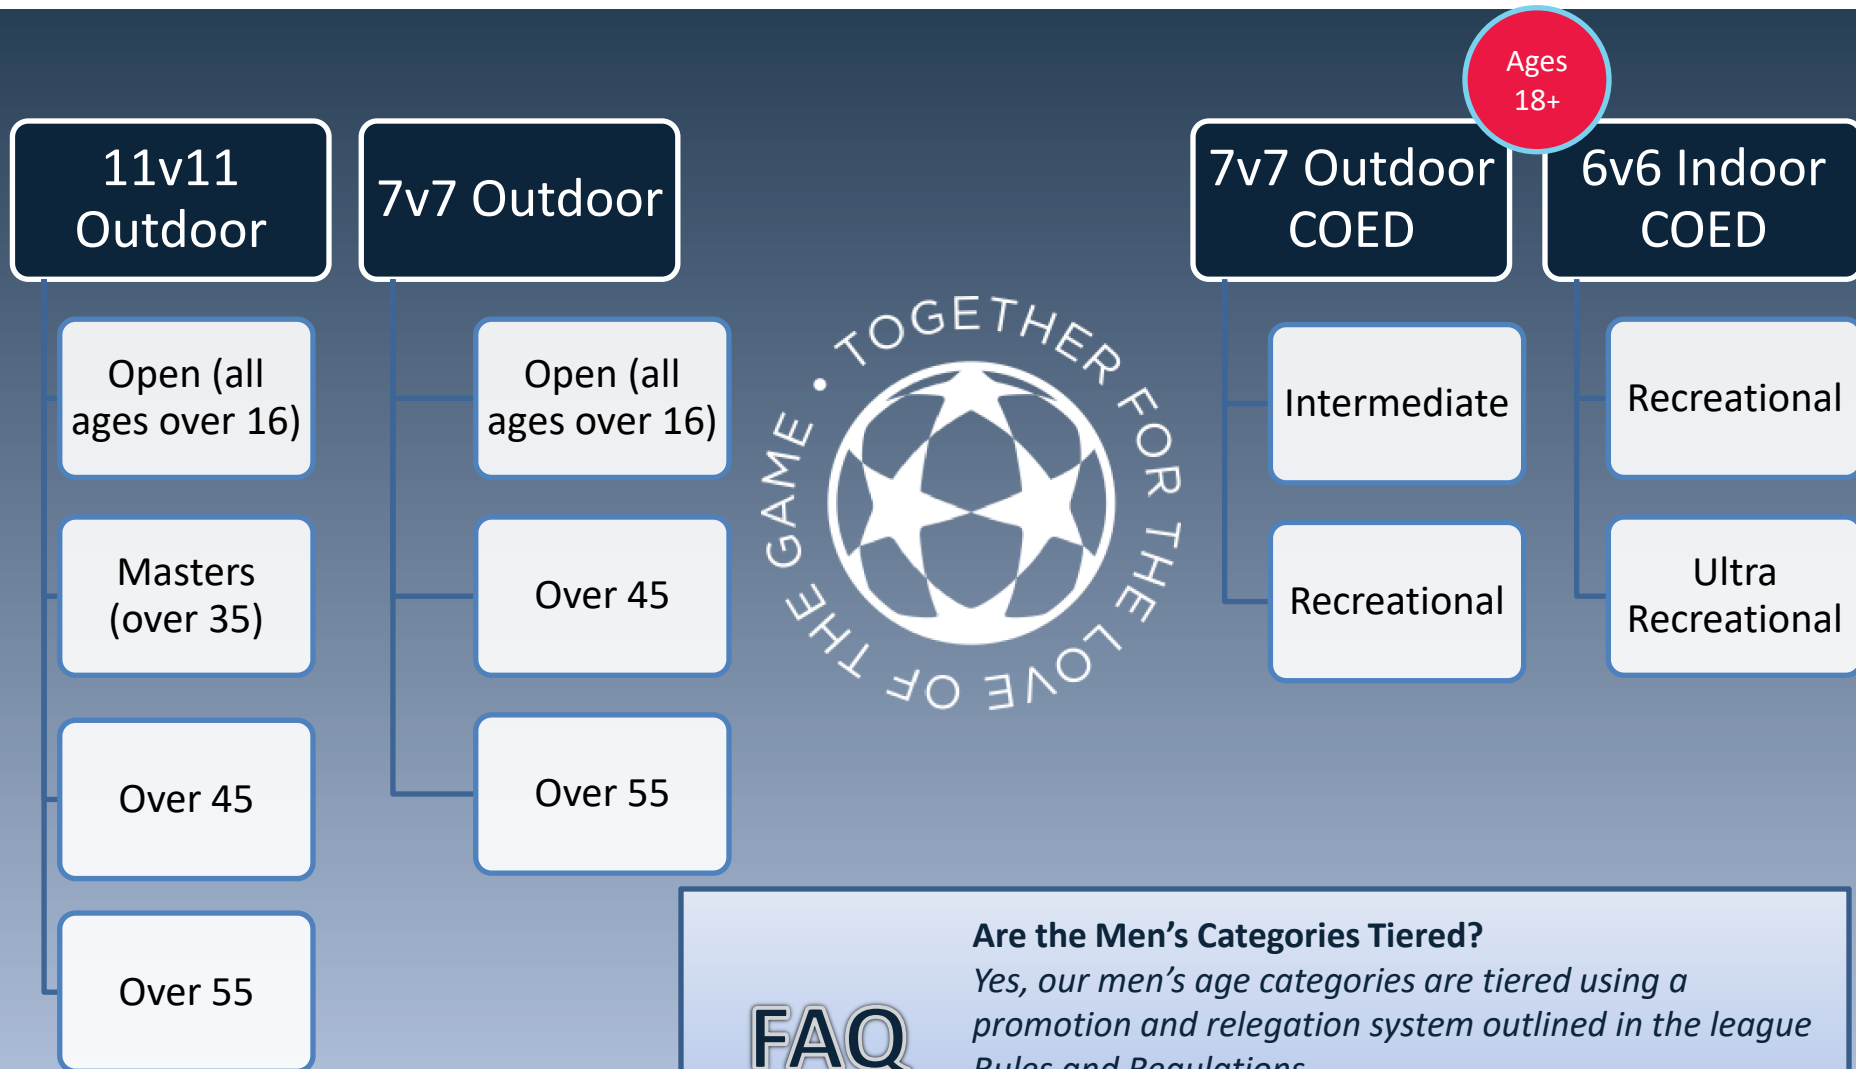 Ages
18+
11v11
Outdoor
Open (all
ages over 16)
Masters
(over 35)
Over 45
Over 55
7v7 Outdoor
Open (all
ages over 16)
Over 45
Over 55
TOGETHER FOR THE LOVE OF THE GAME •
7v7 Outdoor
COED
Intermediate
Recreational
6v6 Indoor
COED
Recreational
Ultra
Recreational
FAQ
Are the Men’s Categories Tiered?
Yes, our men’s age categories are tiered using a
promotion and relegation system outlined in the league
Rules and Regulations